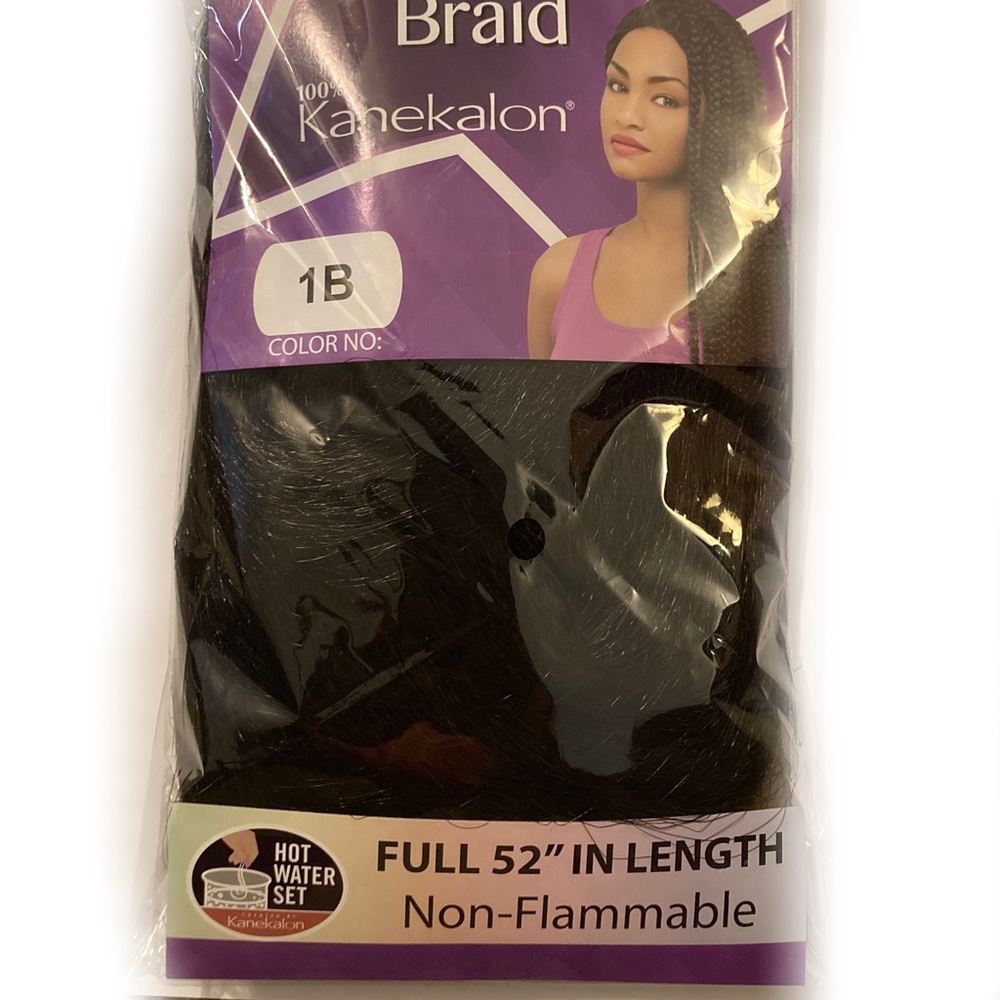 Braid
100%
Kanekalon®
1B
COLOR NO:
HOT
WATER
SET
Kanekalon
FULL 52” IN LENGTH
Non-Flammable